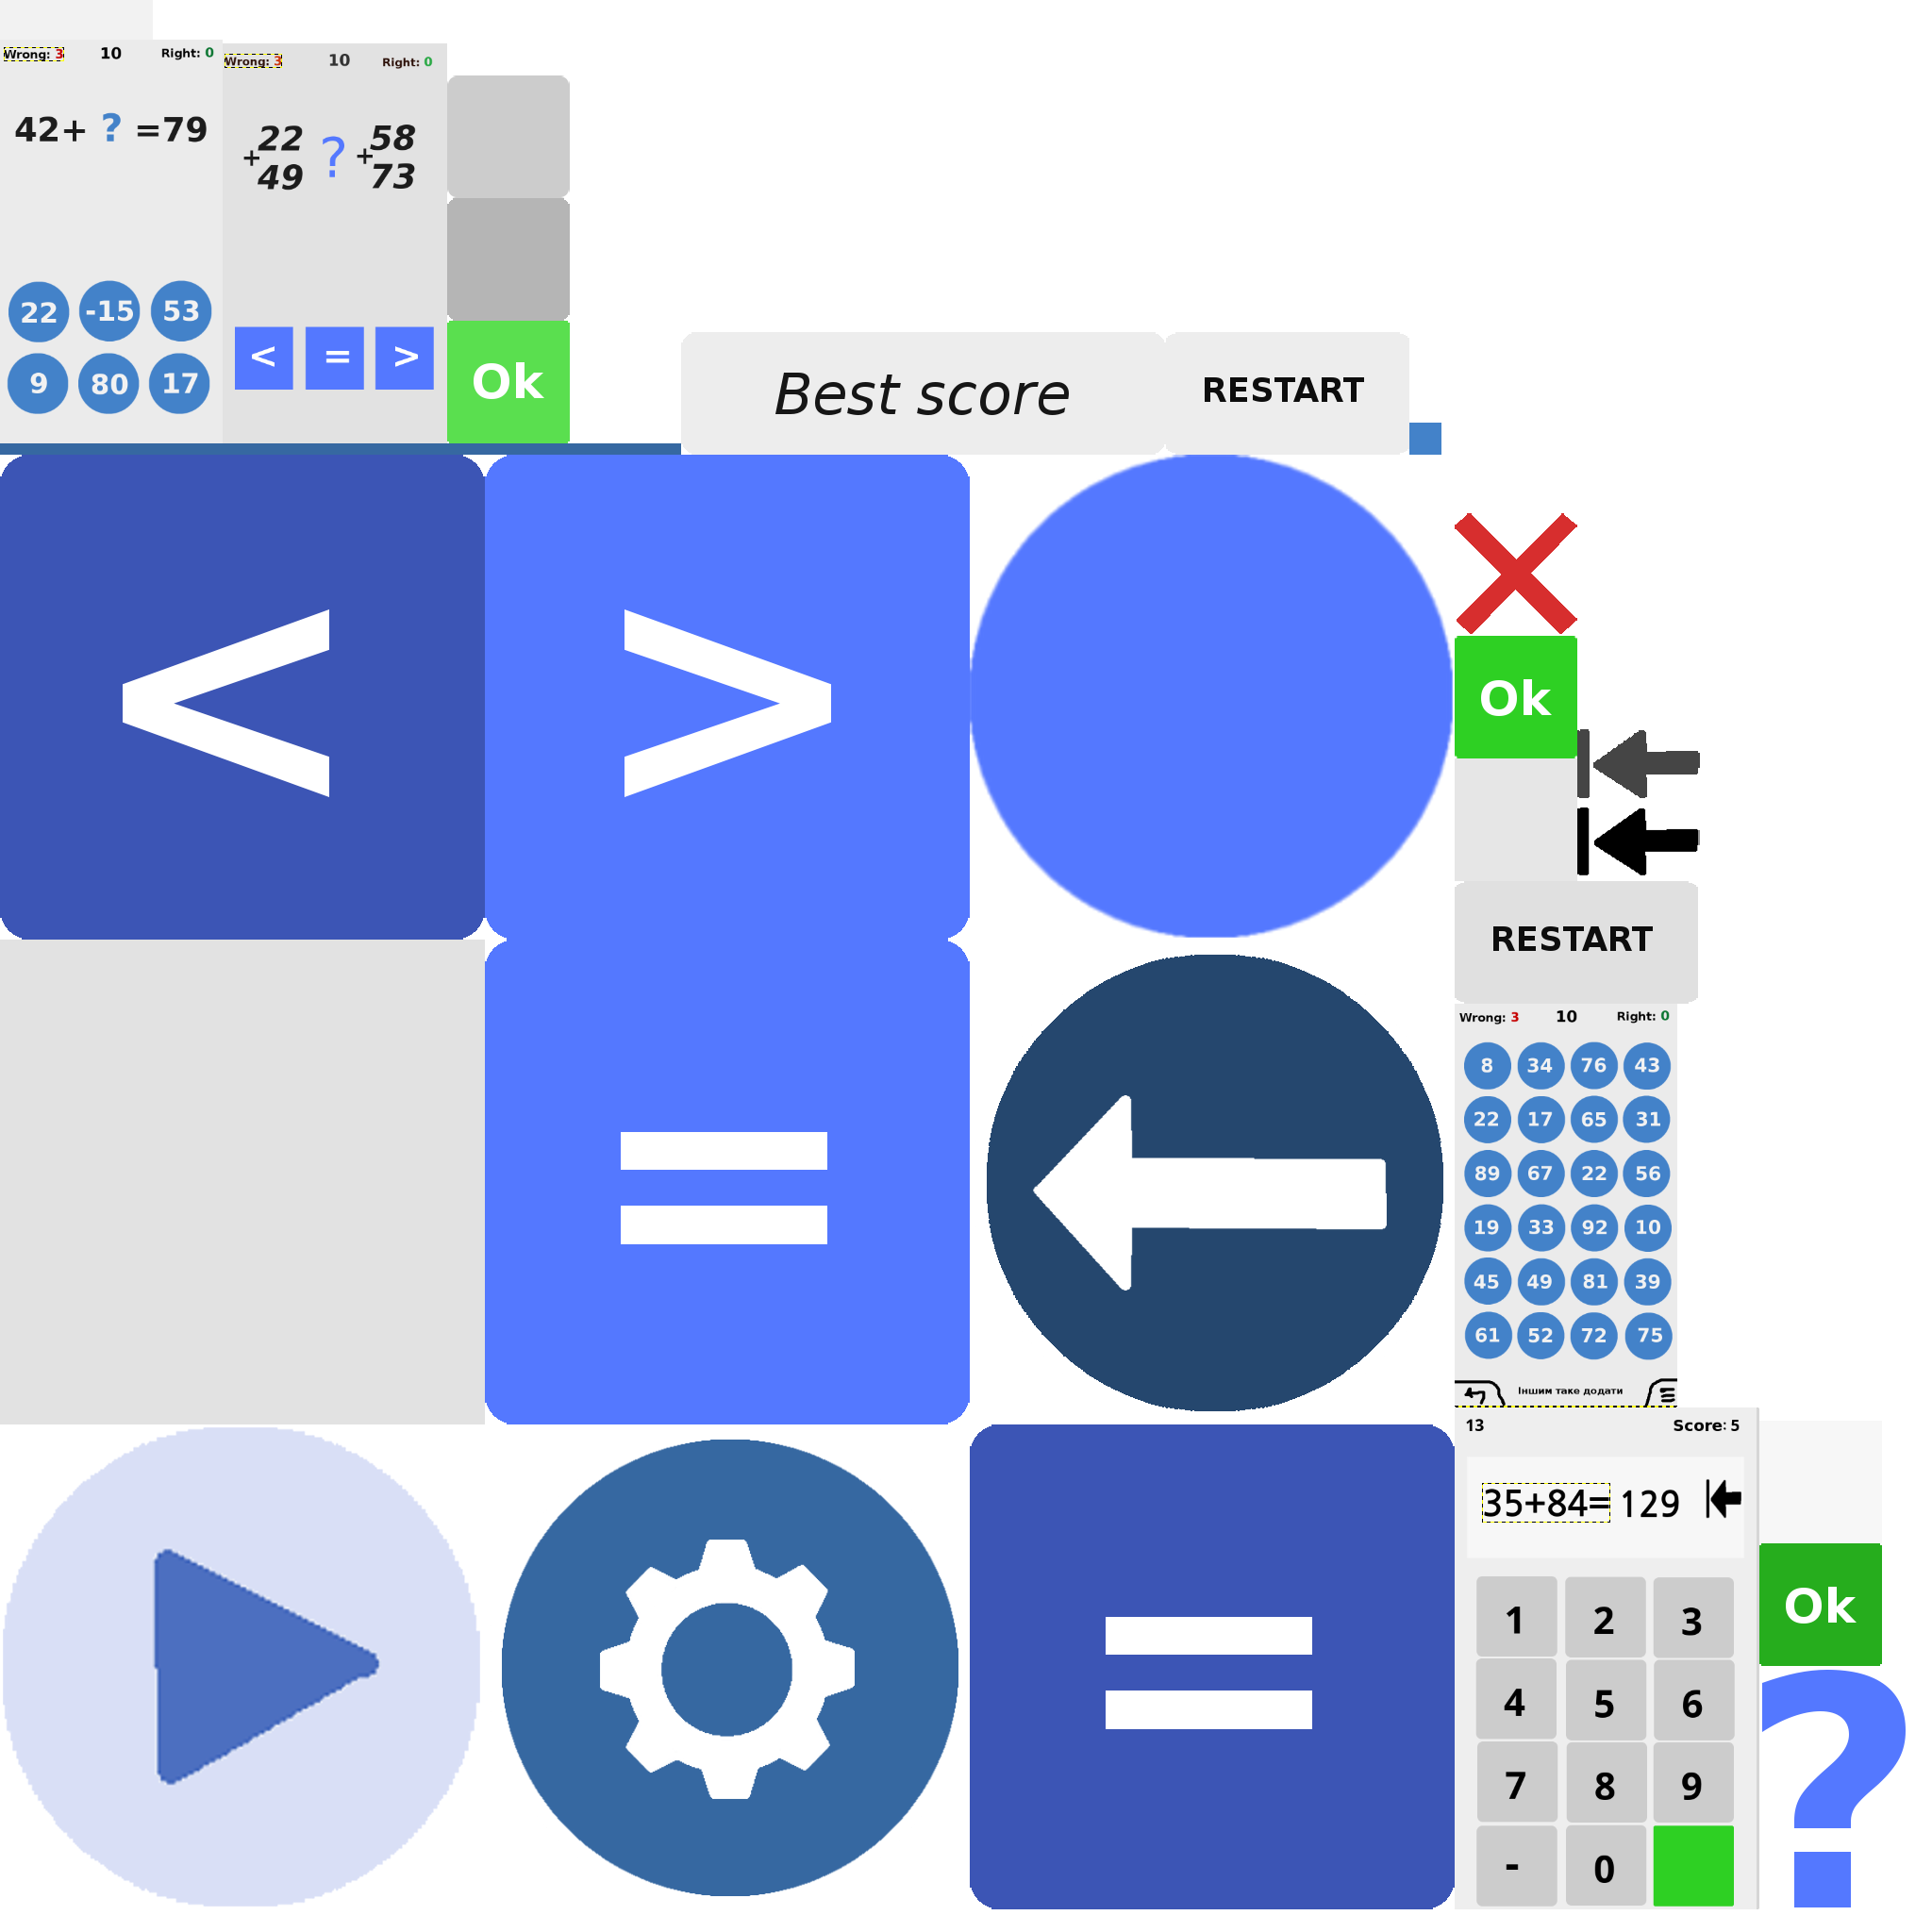 Wrong: 3 10 Right: 0
42+ ? =79
22 -15 53
9 80 17
Wrong: 3 10 Right: 0
22 58
+ ? +
49 73
< = >
Ok
Best score
RESTART
< >
Ok
RESTART
=
Wrong: 3 10 Right: 0
8 34 76 43
22 17 65 31
89 67 22 56
19 33 92 10
45 49 81 39
61 52 72 75
Іншим таке додати
=
13 Score: 5
35+84= 129
1 2 3
4 5 6
7 8 9
- 0
Ok
?